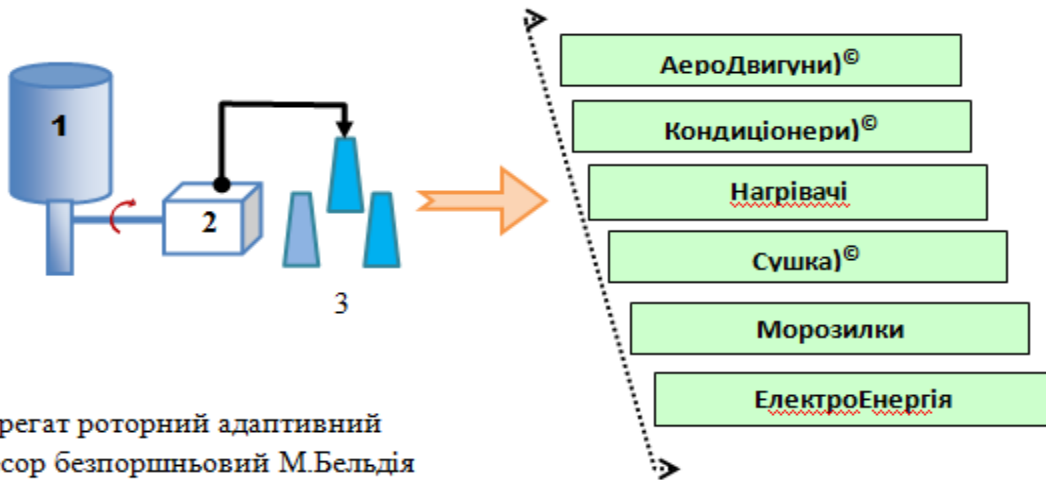 1
2
3
АероДвигуни)©
Кондиціонери)©
Нагрівачі
Сушка)©
Морозилки
ЕлектроЕнергія
регат роторний адаптивний
сор безпоршньовий М.Бельдія